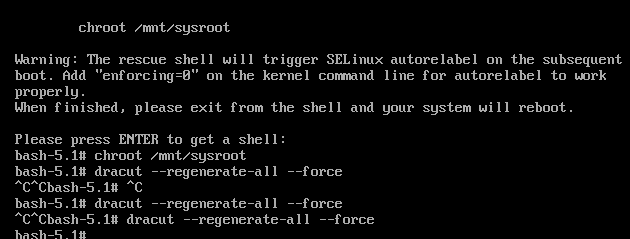 chroot /mnt/sysroot
Warning: The rescue shell will trigger SELinux autorelabel on the subsequent
boot. Add "enforcing=0" on the kernel command line for autorelabel to work
properly.
When finished, please exit from the shell and your system will reboot.
Please press ENTER to get a shell:
bash-5.1# chroot /mnt/sysroot
bash-5.1# dracut --regenerate-all --force
^C^Cbash-5.1# ^C
bash-5.1# dracut --regenerate-all --force
^C^Cbash-5.1# dracut --regenerate-all --force
bash-5.1#